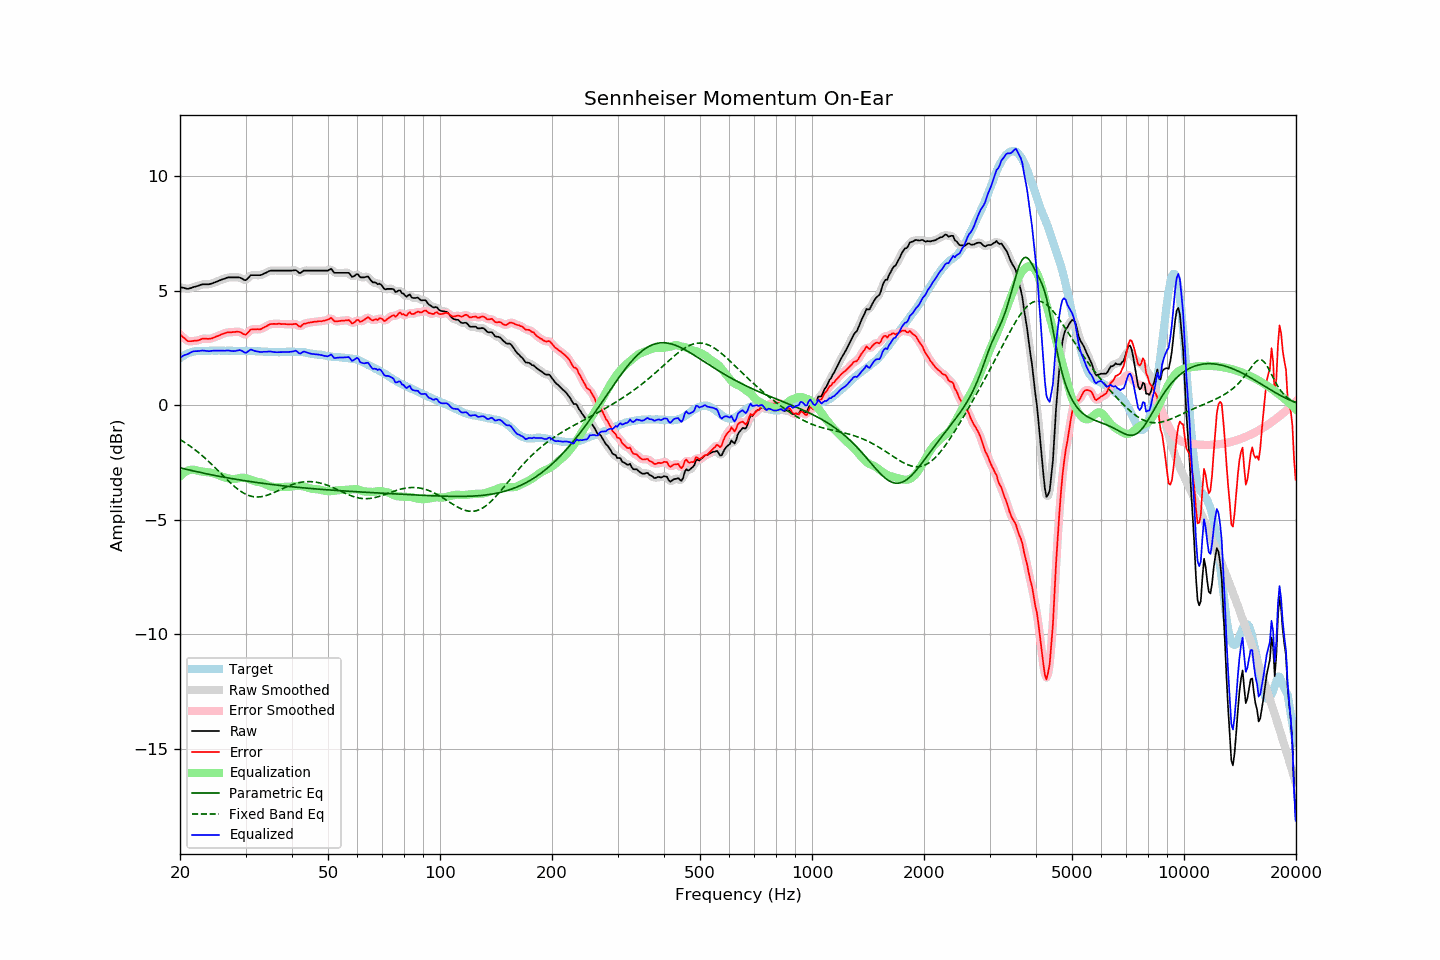 Sennheiser Momentum On-Ear
10
5
0
−5
−10
−15
Amplitude (dBr)
Target
Raw Smoothed
Error Smoothed
Raw
Error
Equalization
Parametric Eq
Fixed Band Eq
Equalized
20 50 100 200 500 1000 2000 5000 10000 20000
Frequency (Hz)